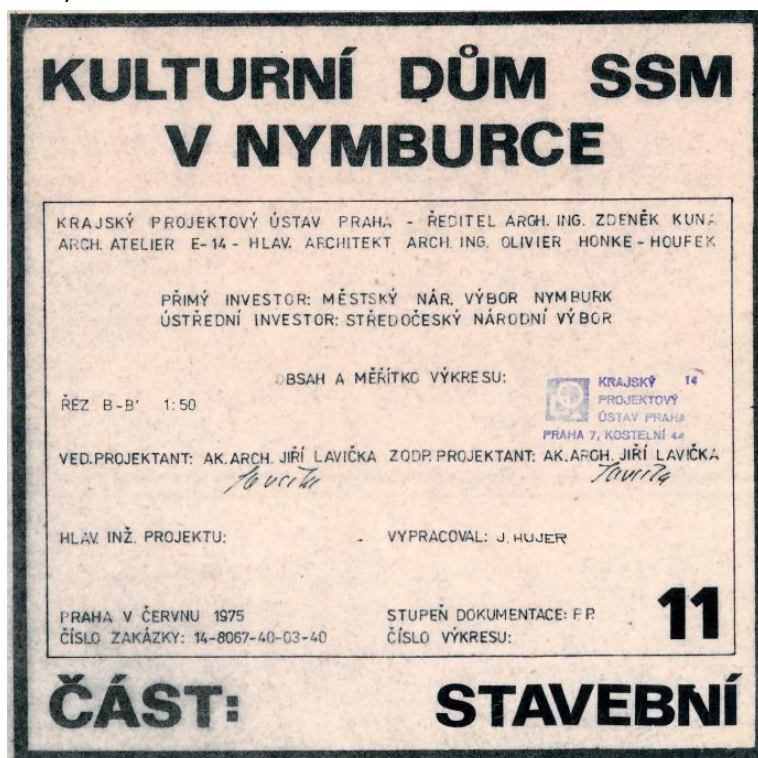 KULTURNÍ DŮM SSM
V NYMBURCE
KRAJSKÝ PROJEKTOVÝ ÚSTAV PRAHA - ŘEDITEL ARCH. ING. ZDENĚK KUNA
ARCH. ATELIER E-14 - HLAV. ARCHITEKT ARCH. ING. OLIVIER HONKE-HOUFEK
PŘÍMÝ INVESTOR: MĚSTSKÝ NÁR. VÝBOR NYMBURK
ÚSTŘEDNÍ INVESTOR: STŘEDOČESKÝ NÁRODNÍ VÝBOR
OBSAH A MĚŘÍTKO VÝKRESU:
ŘEZ B-B' 1:50
KRAJSKÝ 14
PROJEKTOVÝ
ÚSTAV PRAHA
PRAHA 7, KOSTELNÍ 44
VED. PROJEKTANT: AK. ARCH. JIŘÍ LAVIČKA ZODP. PROJEKTANT: AK. ARCH. JIŘÍ LAVIČKA
HLAV. INŽ. PROJEKTU: VYPRACOVAL: J. HUJER
PRAHA V ČERVNU 1975 STUPEŇ DOKUMENTACE: P.P.
ČÍSLO ZAKÁZKY: 14-8067-40-03-40 ČÍSLO VÝKRESU: 11
ČÁST: STAVEBNÍ